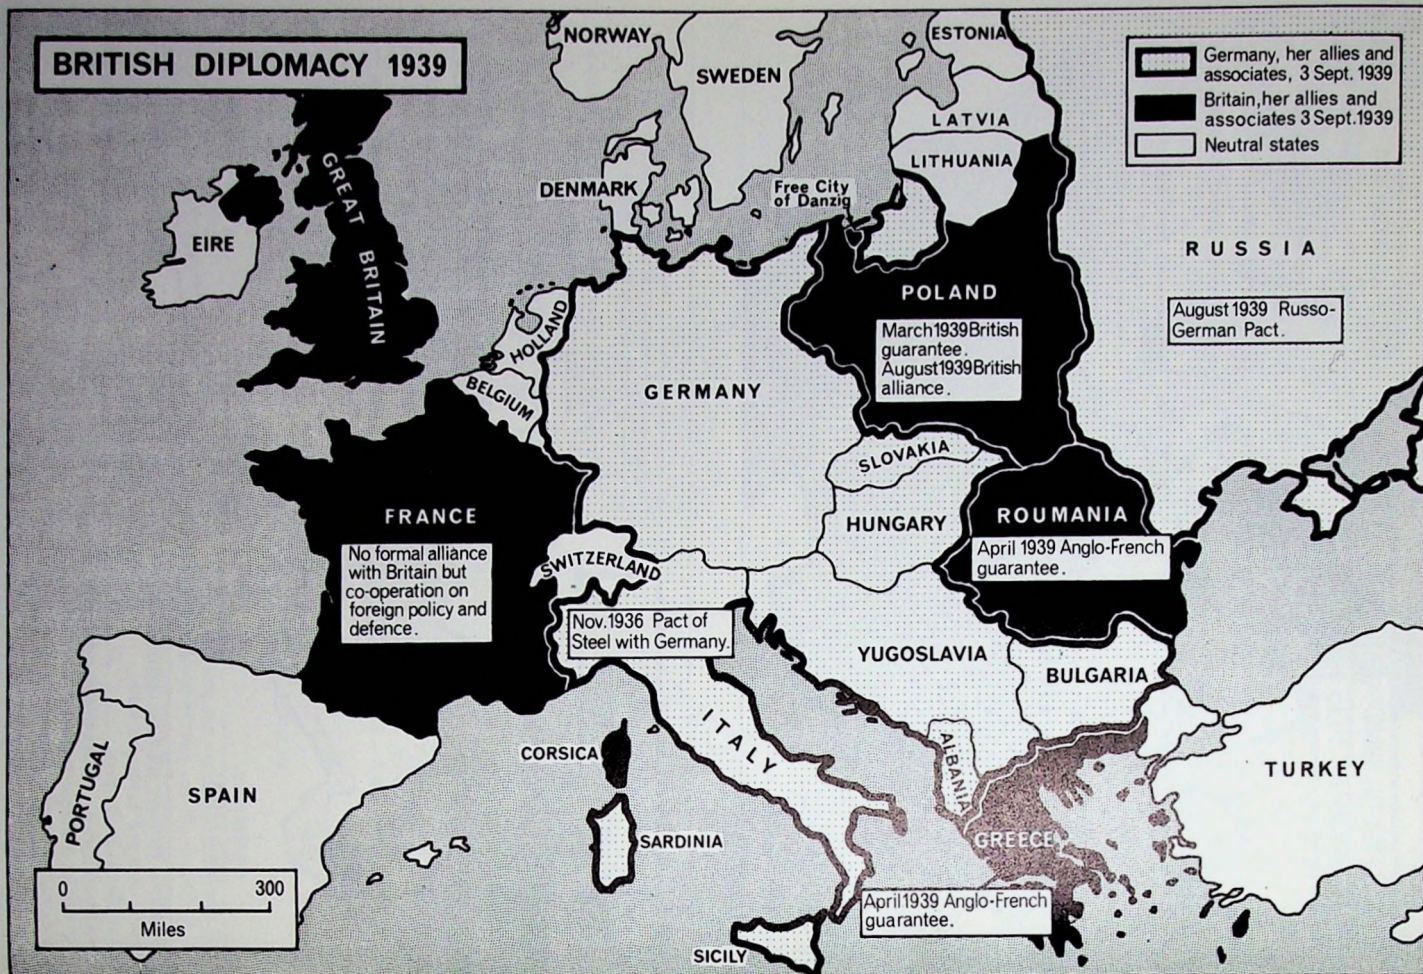 BRITISH DIPLOMACY 1939
NORWAY
SWEDEN
ESTONIA
Germany, her allies and
associates, 3 Sept. 1939
Britain, her allies and
associates 3 Sept. 1939
Neutral states
LATVIA
LITHUANIA
DENMARK
Free City
of Danzig
GREAT BRITAIN
EIRE
RUSSIA
August 1939 Russo-
German Pact.
POLAND
March 1939 British
guarantee.
August 1939 British
alliance.
HOLLAND
BELGIUM
GERMANY
SLOVAKIA
FRANCE
No formal alliance
with Britain but
co-operation on
foreign policy and
defence.
HUNGARY
ROUMANIA
April 1939 Anglo-French
guarantee.
SWITZERLAND
Nov. 1936 Pact of
Steel with Germany.
YUGOSLAVIA
BULGARIA
ITALY
CORSICA
ALBANIA
PORTUGAL
SPAIN
TURKEY
SARDINIA
GREECE
0 300
Miles
April 1939 Anglo-French
guarantee.
SICILY